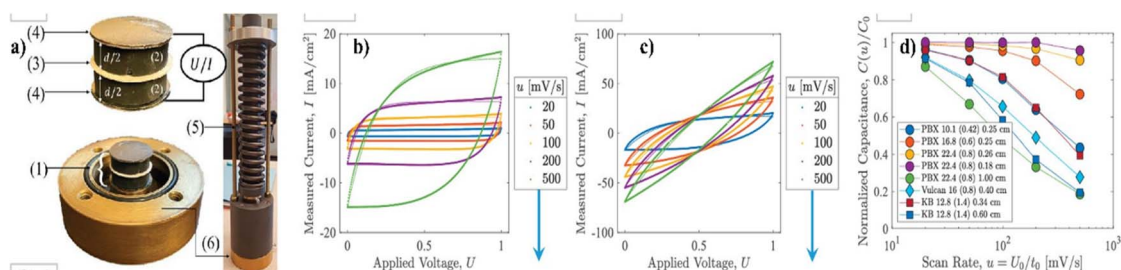 a)
(4)
(3)
(4)
d/2
d/2
(2)
(2)
U/I
(1)
(5)
(6)
b)
Measured Current, I [mA/cm²]
20
10
0
-10
-20
0
0.5
1
Applied Voltage, U
u [mV/s]
20
50
100
200
500
c)
Measured Current, I [mA/cm²]
100
50
0
-50
-100
0
0.5
1
Applied Voltage, U
u [mV/s]
20
50
100
200
500
d)
Normalized Capacitance, C(u)/C₀
1
0.8
0.6
0.4
0.2
0
PBX 10.1 (0.42) 0.25 cm
PBX 16.8 (0.6) 0.25 cm
PBX 22.4 (0.8) 0.26 cm
PBX 22.4 (0.8) 0.18 cm
PBX 22.4 (0.8) 1.00 cm
Vulcan 16 (0.8) 0.40 cm
KB 12.8 (1.4) 0.34 cm
KB 12.8 (1.4) 0.60 cm
10¹
10²
10³
Scan Rate, u = U₀/t₀ [mV/s]